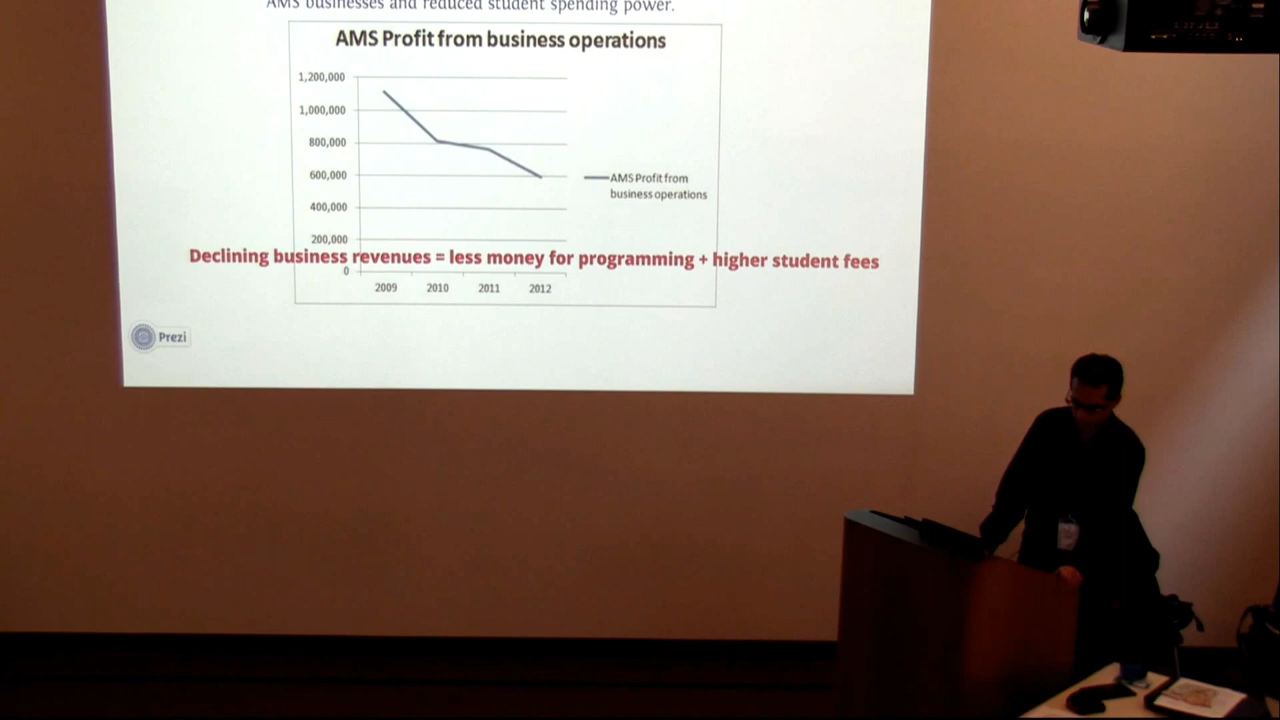 AMS businesses and reduced student spending power.
AMS Profit from business operations
1,200,000
1,000,000
800,000
600,000
400,000
200,000
0
2009 2010 2011 2012
AMS Profit from
business operations
Declining business revenues = less money for programming + higher student fees
Prezi